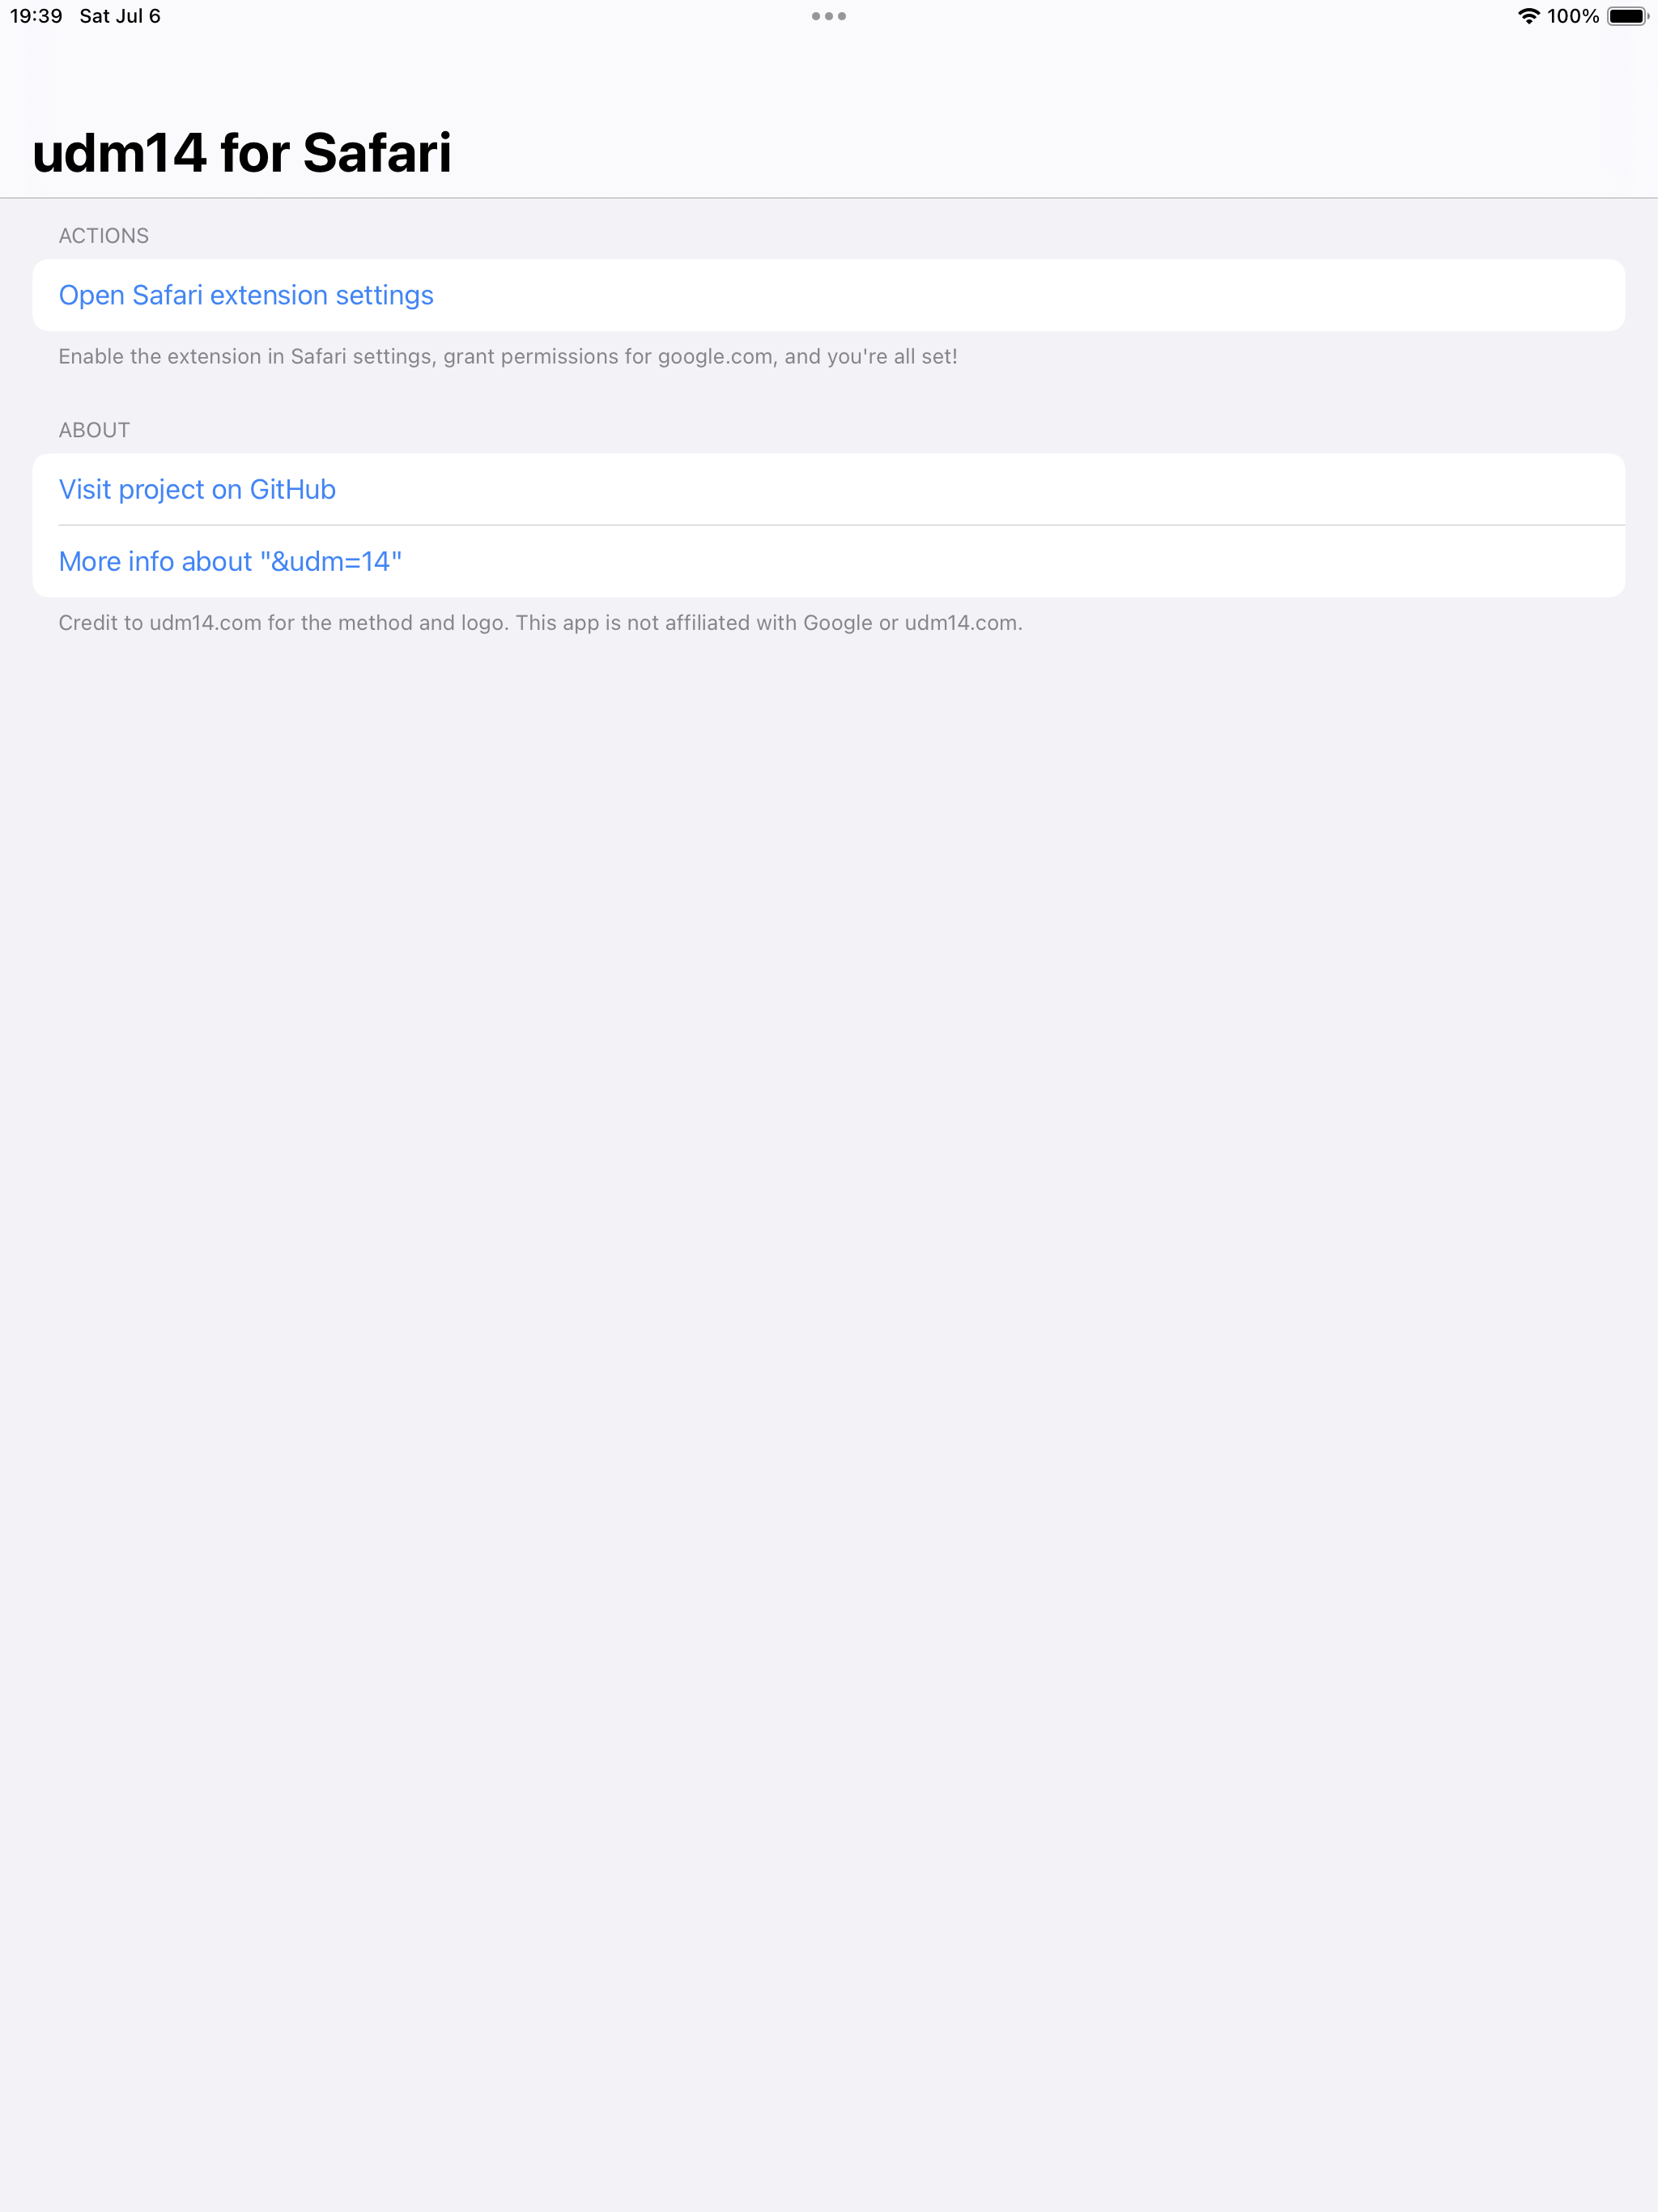 19:39 Sat Jul 6
100%
udm14 for Safari
ACTIONS
Open Safari extension settings
Enable the extension in Safari settings, grant permissions for google.com, and you're all set!
ABOUT
Visit project on GitHub
More info about "&udm=14"
Credit to udm14.com for the method and logo. This app is not affiliated with Google or udm14.com.